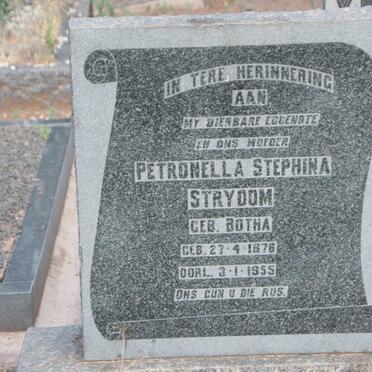 IN TERE HERINNERING
AAN
MY DIERBARE EGGENOTE
EN ONS MOEDER
PETRONELLA STEPHINA
STRYDOM
GEB. BOTHA
GEB. 27-4-1876
OORL. 3-1-1955
ONS GUN U DIE RUS.